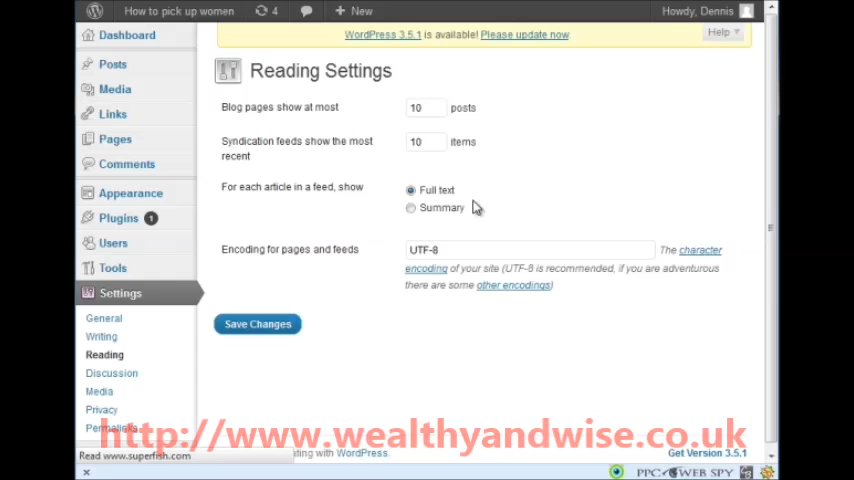 How to pick up women 4 + New Howdy, Dennis
WordPress 3.5.1 is available! Please update now.
Help
Dashboard
Posts
Media
Links
Pages
Comments
Appearance
Plugins 1
Users
Tools
Settings
General
Writing
Reading
Discussion
Media
Privacy
Permalinks
Reading Settings
Blog pages show at most 10 posts
Syndication feeds show the most 10 items
recent
For each article in a feed, show Full text
Summary
Encoding for pages and feeds UTF-8 The character
encoding of your site (UTF-8 is recommended, if you are adventurous
there are some other encodings)
Save Changes
http://www.wealthyandwise.co.uk
Read www.superfish.com
ting with WordPress. Get Version 3.5.1
PPC WEB SPY